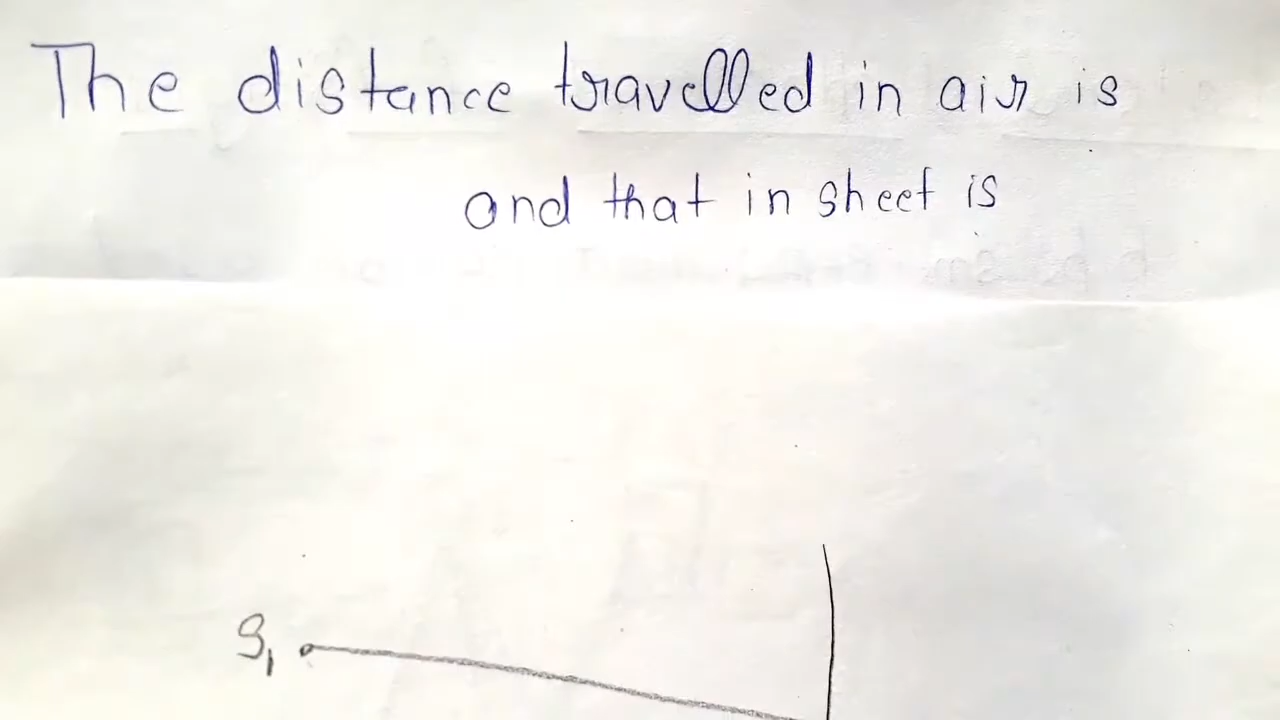 The distance travelled in air is
and that in sheet is
S₁